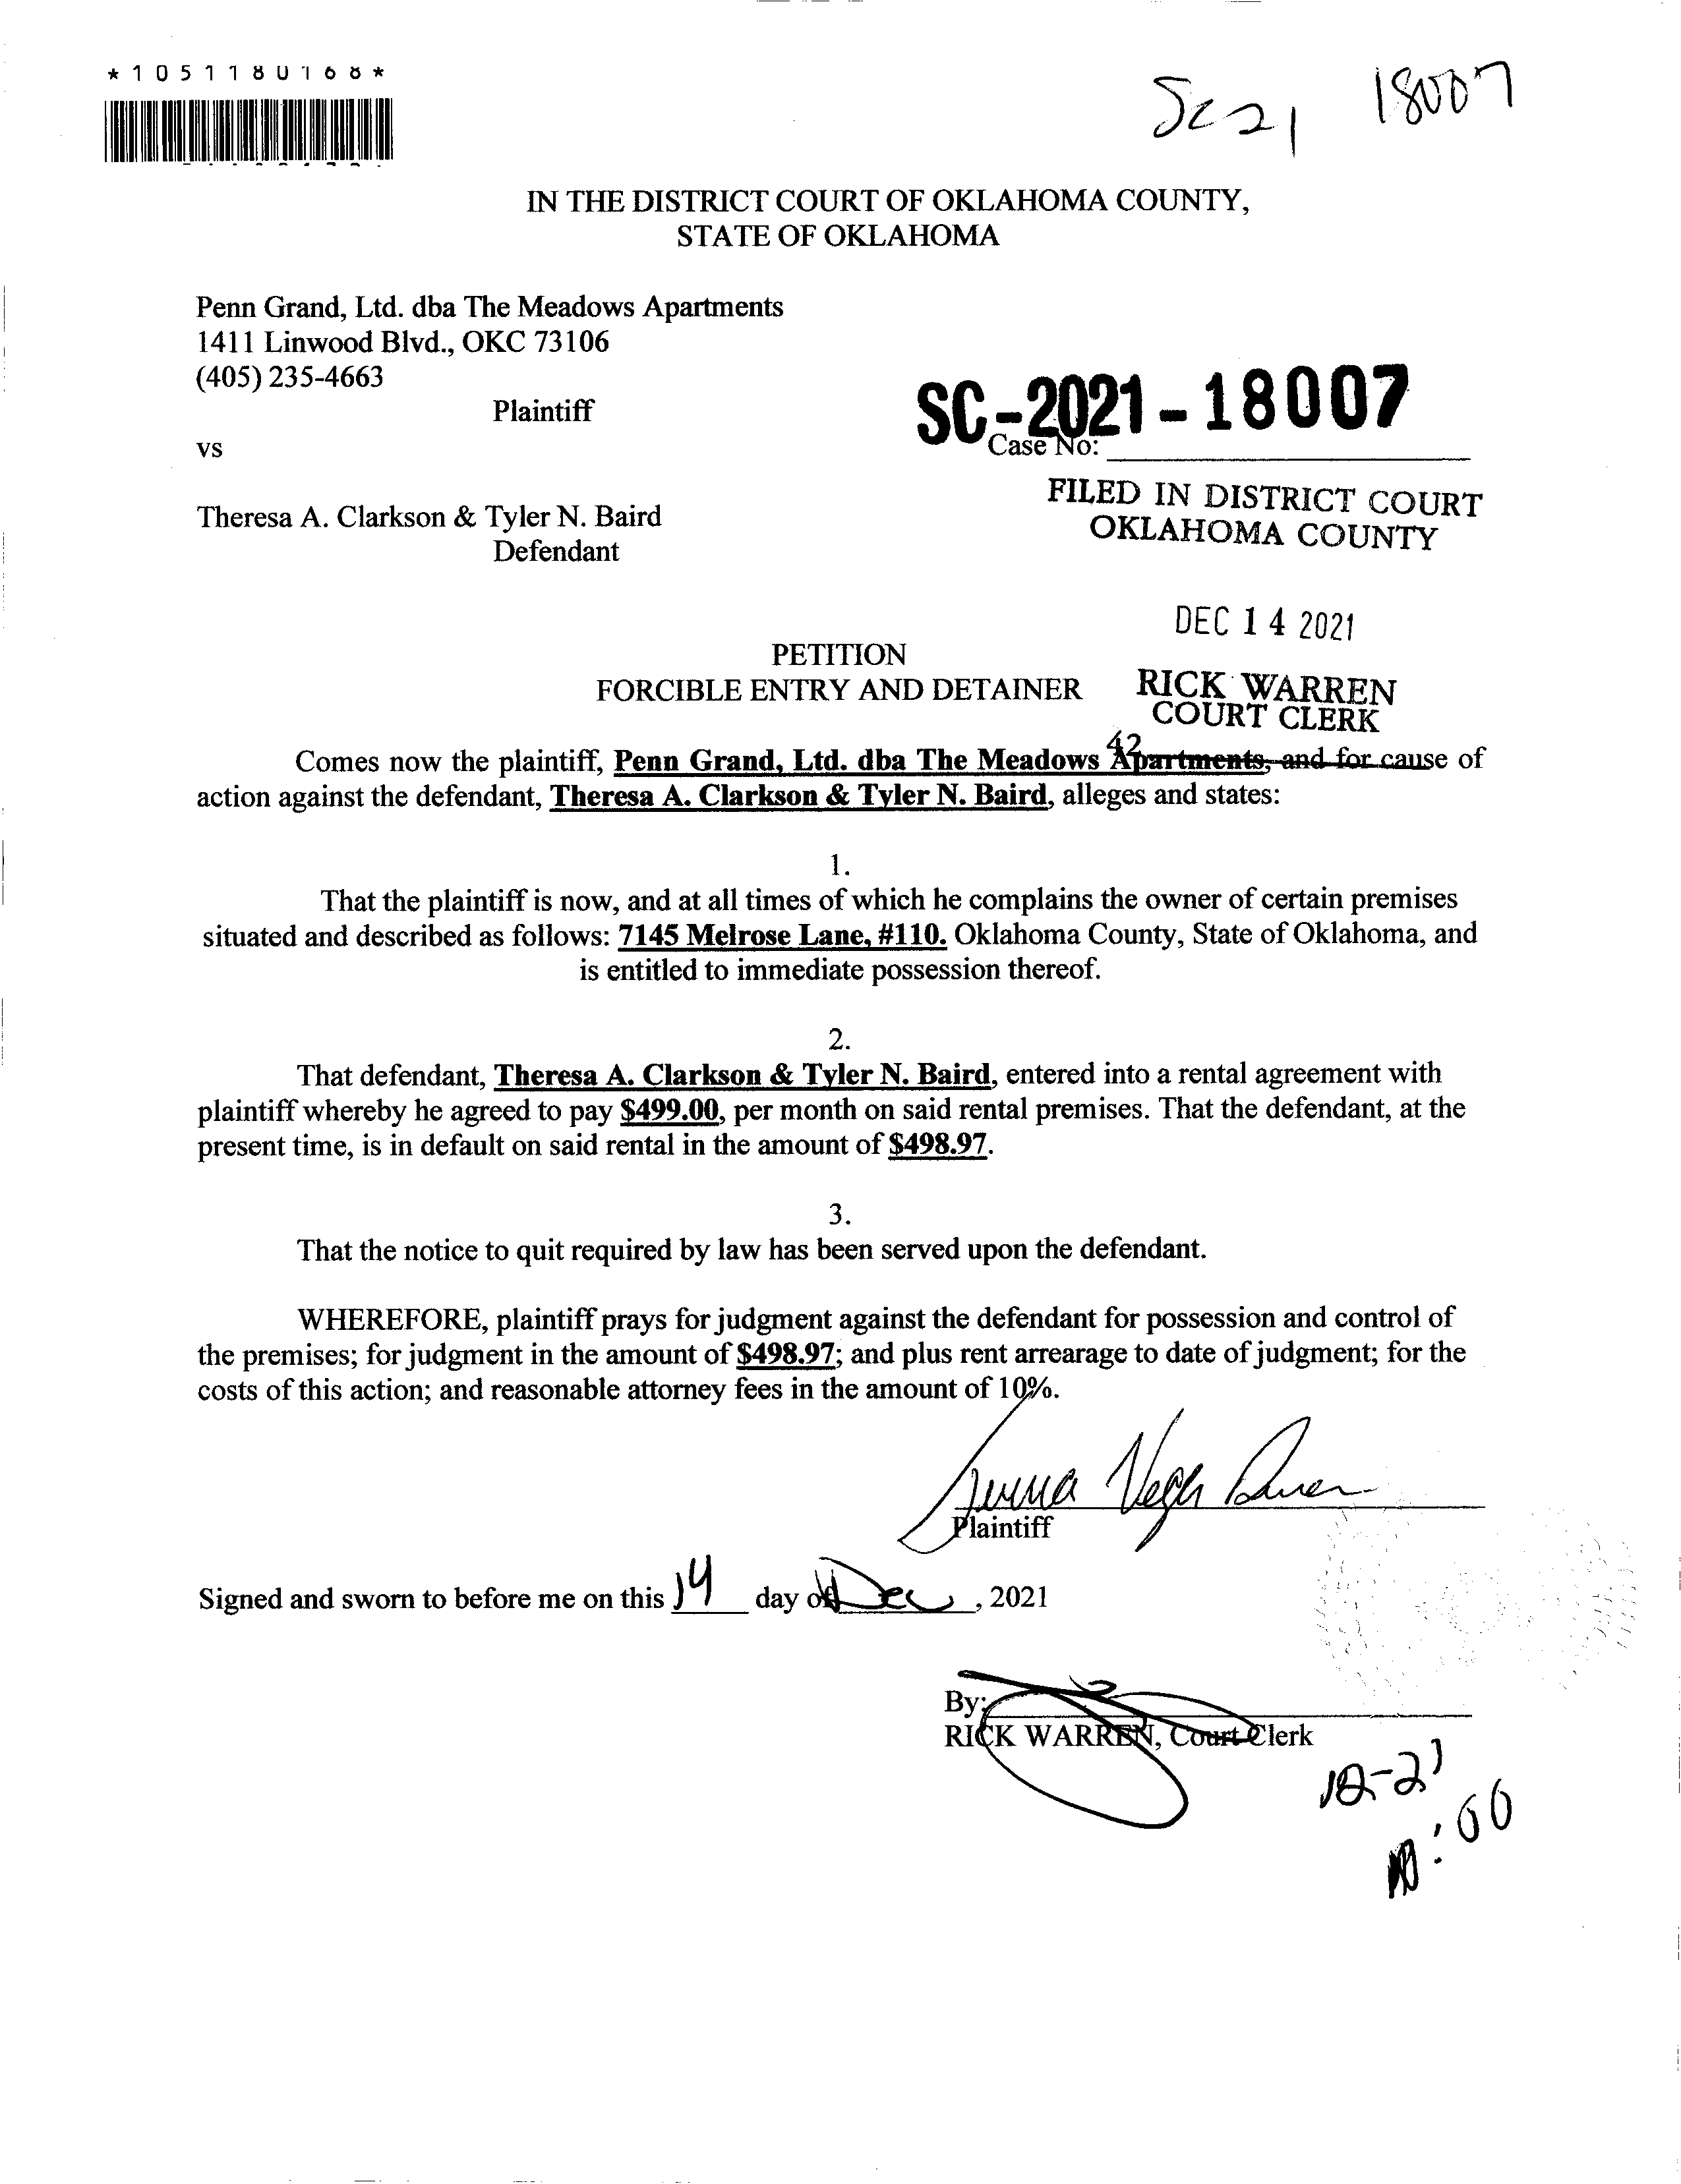 *1051180168*
SC 21 18007
IN THE DISTRICT COURT OF OKLAHOMA COUNTY,
STATE OF OKLAHOMA
Penn Grand, Ltd. dba The Meadows Apartments
1411 Linwood Blvd., OKC 73106
(405) 235-4663
Plaintiff
SC-2021-18007
vs
Case No:
FILED IN DISTRICT COURT
OKLAHOMA COUNTY
Theresa A. Clarkson & Tyler N. Baird
Defendant
DEC 14 2021
PETITION
FORCIBLE ENTRY AND DETAINER
RICK WARREN
COURT CLERK
42
Comes now the plaintiff, Penn Grand, Ltd. dba The Meadows Apartments, and for cause of
action against the defendant, Theresa A. Clarkson & Tyler N. Baird, alleges and states:
1.
That the plaintiff is now, and at all times of which he complains the owner of certain premises
situated and described as follows: 7145 Melrose Lane, #110. Oklahoma County, State of Oklahoma, and
is entitled to immediate possession thereof.
2.
That defendant, Theresa A. Clarkson & Tyler N. Baird, entered into a rental agreement with
plaintiff whereby he agreed to pay $499.00, per month on said rental premises. That the defendant, at the
present time, is in default on said rental in the amount of $498.97.
3.
That the notice to quit required by law has been served upon the defendant.
WHEREFORE, plaintiff prays for judgment against the defendant for possession and control of
the premises; for judgment in the amount of $498.97; and plus rent arrearage to date of judgment; for the
costs of this action; and reasonable attorney fees in the amount of 10%.
Plaintiff
Signed and sworn to before me on this 14 day of Dec, 2021
By:
RICK WARREN, Court Clerk
12-21
:00